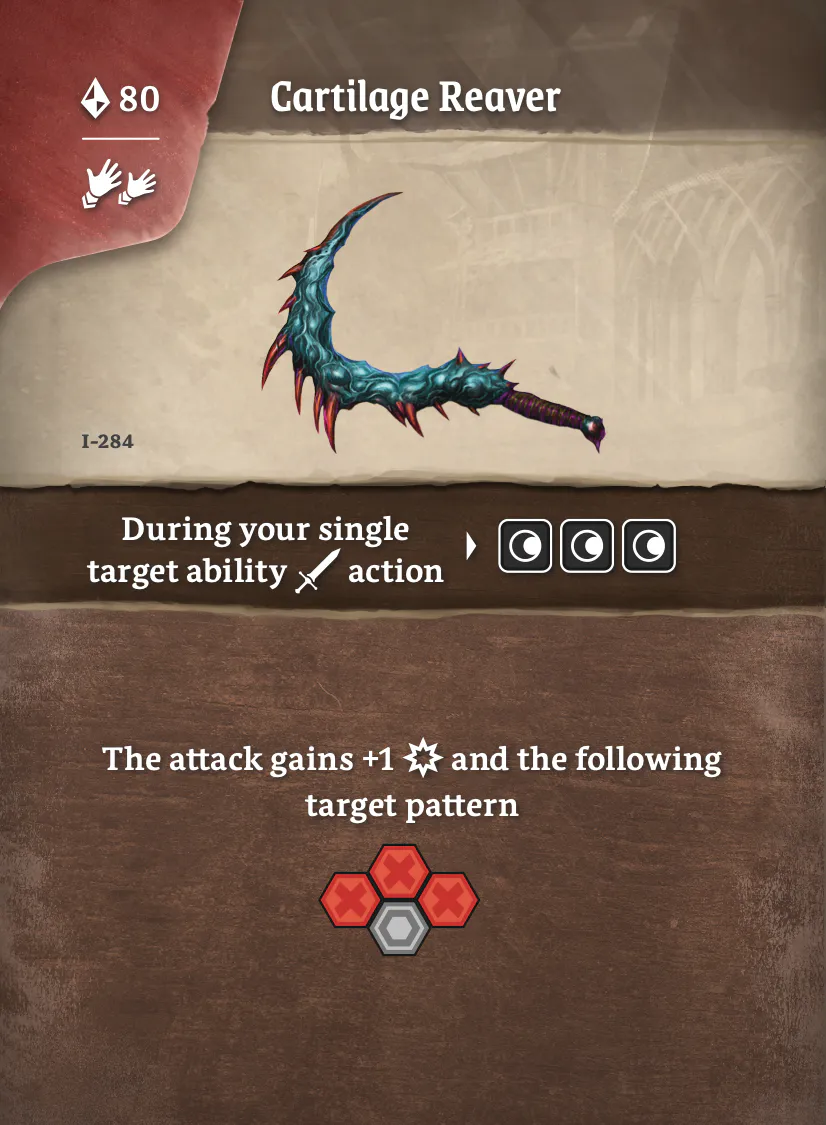 80
Cartilage Reaver
I-284
During your single
target ability action
The attack gains +1 and the following
target pattern